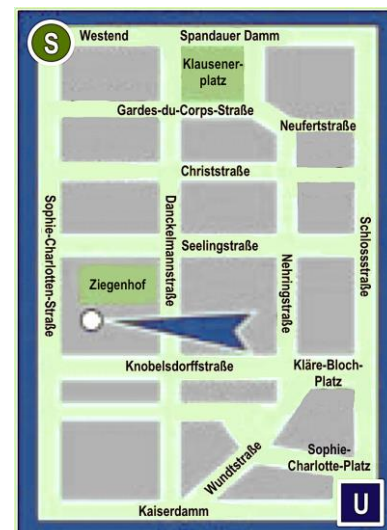 S
Westend
Spandauer Damm
Klausener-
platz
Gardes-du-Corps-Straße
Neufertstraße
Christstraße
Sophie-Charlotten-Straße
Danckelmannstraße
Schlossstraße
Seelingstraße
Nehringstraße
Ziegenhof
Knobelsdorffstraße
Kläre-Bloch-
Platz
Wundtstraße
Sophie-
Charlotte-Platz
Kaiserdamm
U